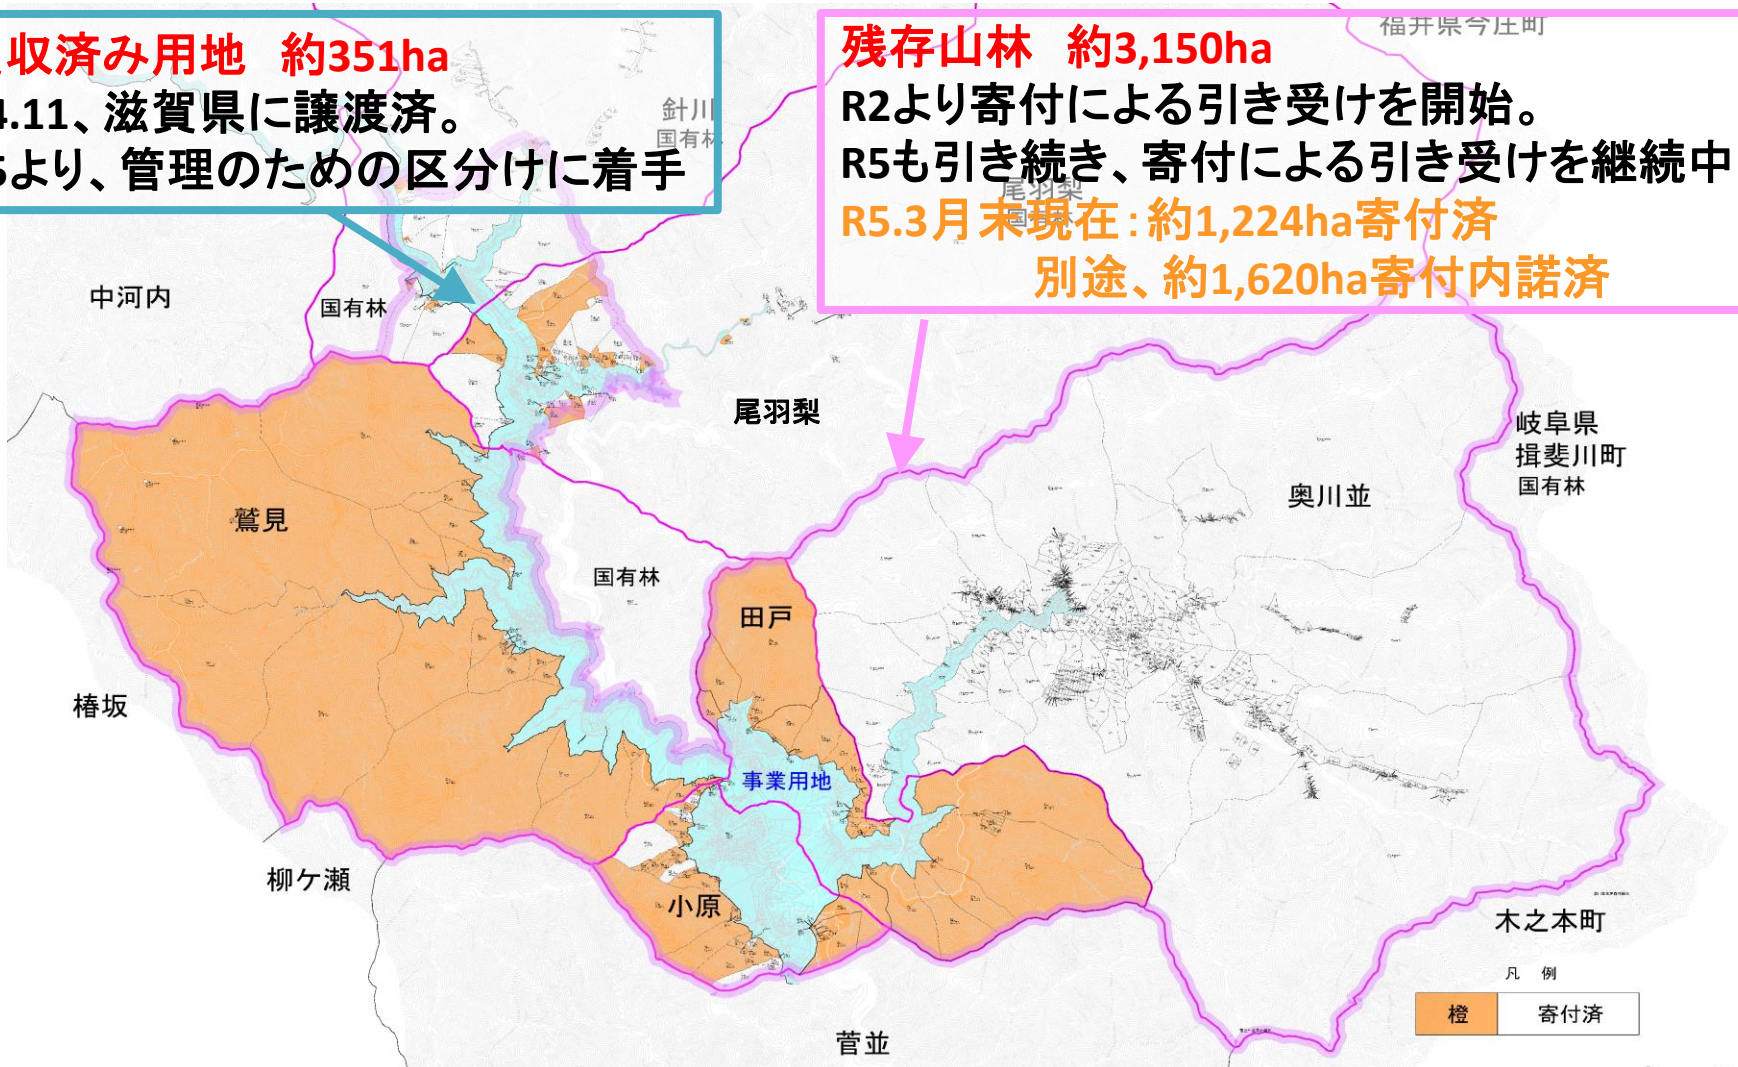 収済み用地 約351ha
4.11、滋賀県に譲渡済。
より、管理のための区分けに着手
残存山林 約3,150ha
R2より寄付による引き受けを開始。
R5も引き続き、寄付による引き受けを継続中
R5.3月末現在：約1,224ha寄付済
別途、約1,620ha寄付内諾済
福井県今庄町
針川
国有林
尾羽梨
国有林
中河内
国有林
尾羽梨
岐阜県
揖斐川町
国有林
奥川並
鷲見
国有林
田戸
椿坂
事業用地
柳ケ瀬
小原
木之本町
菅並
凡 例
橙 寄付済